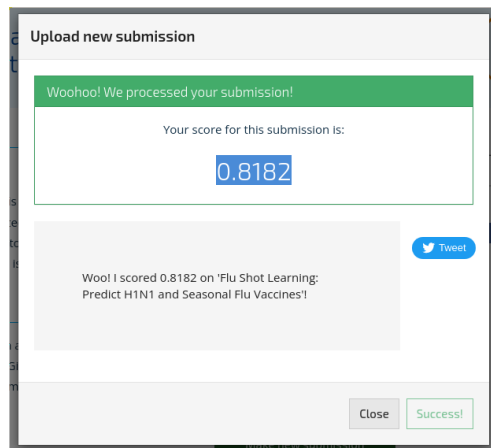 Upload new submission
Woohoo! We processed your submission!
Your score for this submission is:
0.8182
Tweet
Woo! I scored 0.8182 on 'Flu Shot Learning:
Predict H1N1 and Seasonal Flu Vaccines'!
Close
Success!